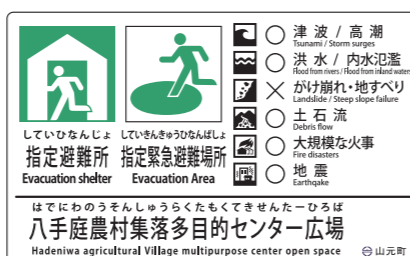 していひなんじょ
指定避難所
Evacuation shelter
していきんきゅうひなんばしょ
指定緊急避難場所
Evacuation Area
○ 津波 / 高潮
Tsunami / Storm surges
○ 洪水 / 内水氾濫
Flood from rivers / Flood from inland waters
× がけ崩れ・地すべり
Landslide / Steep slope failure
○ 土石流
Debris flow
○ 大規模な火事
Fire disasters
○ 地震
Earthqake
はでにわのうそんしゅうらくたもくてきせんたーひろば
八手庭農村集落多目的センター広場
Hadeniwa agricultural Village multipurpose center open space
山元町